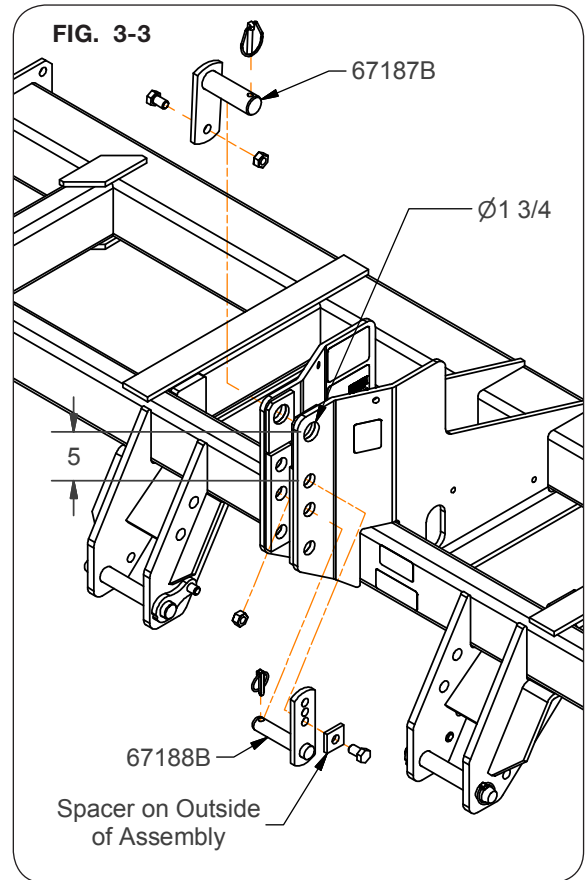 FIG. 3-3
67187B
Ø1 3/4
5
67188B
Spacer on Outside
of Assembly